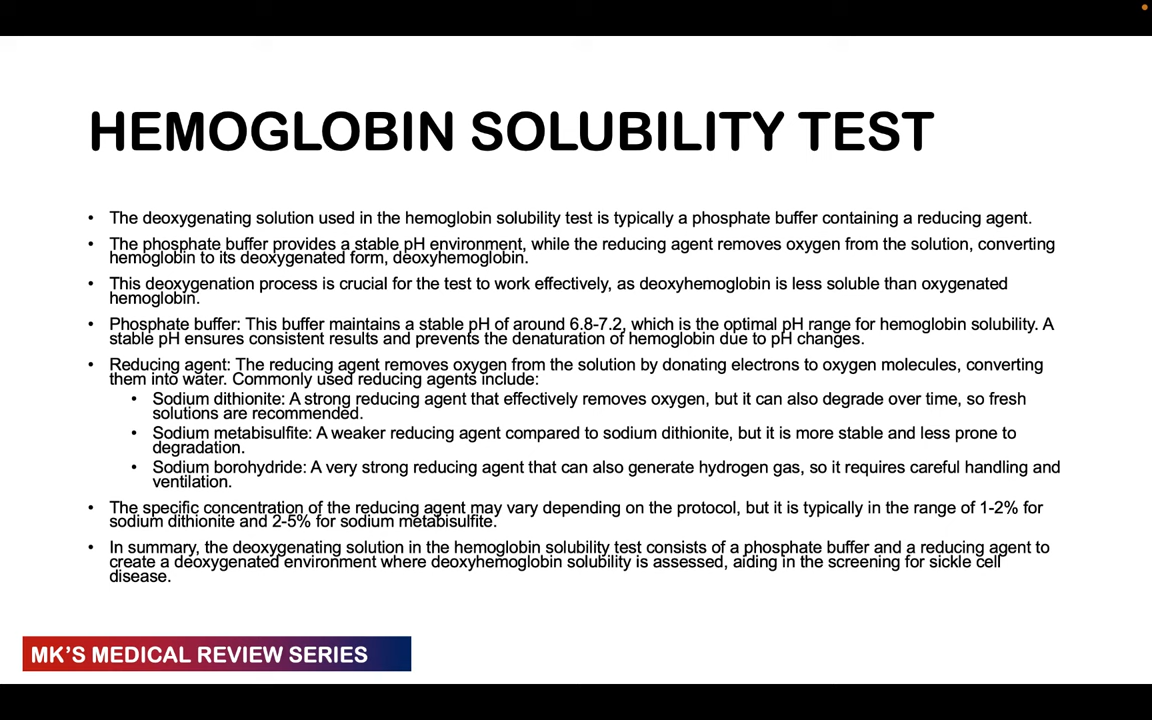 HEMOGLOBIN SOLUBILITY TEST
• The deoxygenating solution used in the hemoglobin solubility test is typically a phosphate buffer containing a reducing agent.
• The phosphate buffer provides a stable pH environment, while the reducing agent removes oxygen from the solution, converting
hemoglobin to its deoxygenated form, deoxyhemoglobin.
• This deoxygenation process is crucial for the test to work effectively, as deoxyhemoglobin is less soluble than oxygenated
hemoglobin.
• Phosphate buffer: This buffer maintains a stable pH of around 6.8-7.2, which is the optimal pH range for hemoglobin solubility. A
stable pH ensures consistent results and prevents the denaturation of hemoglobin due to pH changes.
• Reducing agent: The reducing agent removes oxygen from the solution by donating electrons to oxygen molecules, converting
them into water. Commonly used reducing agents include:
• Sodium dithionite: A strong reducing agent that effectively removes oxygen, but it can also degrade over time, so fresh
solutions are recommended.
• Sodium metabisulfite: A weaker reducing agent compared to sodium dithionite, but it is more stable and less prone to
degradation.
• Sodium borohydride: A very strong reducing agent that can also generate hydrogen gas, so it requires careful handling and
ventilation.
• The specific concentration of the reducing agent may vary depending on the protocol, but it is typically in the range of 1-2% for
sodium dithionite and 2-5% for sodium metabisulfite.
• In summary, the deoxygenating solution in the hemoglobin solubility test consists of a phosphate buffer and a reducing agent to
create a deoxygenated environment where deoxyhemoglobin solubility is assessed, aiding in the screening for sickle cell
disease.
MK'S MEDICAL REVIEW SERIES